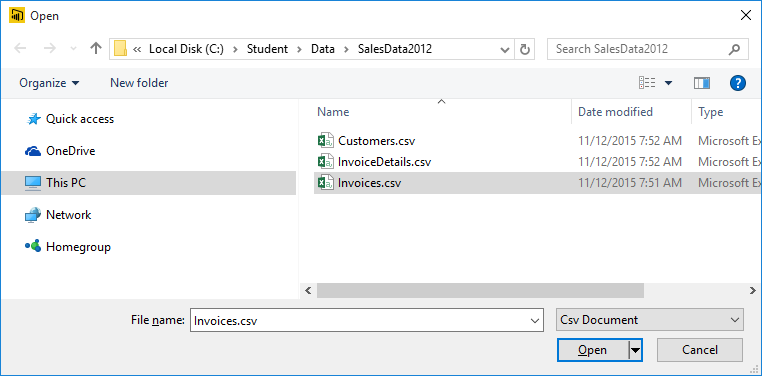 Open
« Local Disk (C:) > Student > Data > SalesData2012
Search SalesData2012
Organize
New folder
Name
Date modified
Type
Quick access
OneDrive
This PC
Network
Homegroup
Customers.csv 11/12/2015 7:52 AM Microsoft Ex
InvoiceDetails.csv 11/12/2015 7:52 AM Microsoft Ex
Invoices.csv 11/12/2015 7:51 AM Microsoft Ex
File name: Invoices.csv
Csv Document
Open
Cancel